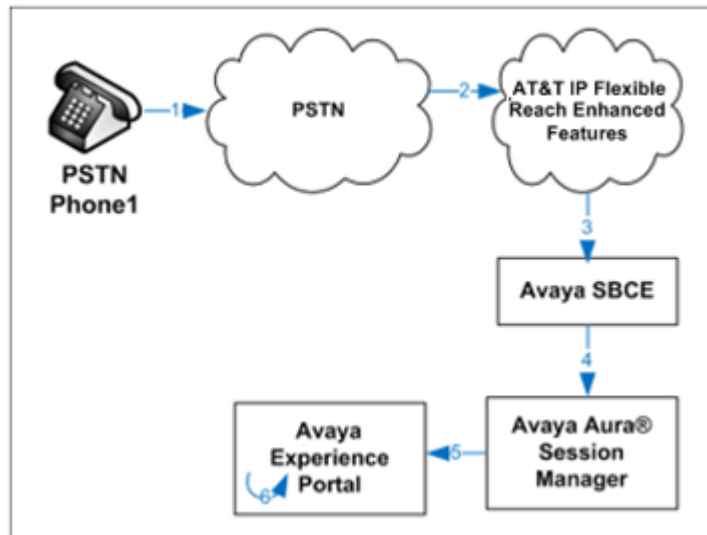 1
PSTN
2
AT&T IP Flexible
Reach Enhanced
Features
PSTN
Phone1
3
Avaya SBCE
4
Avaya Aura®
Session
Manager
5
Avaya
Experience
Portal
6